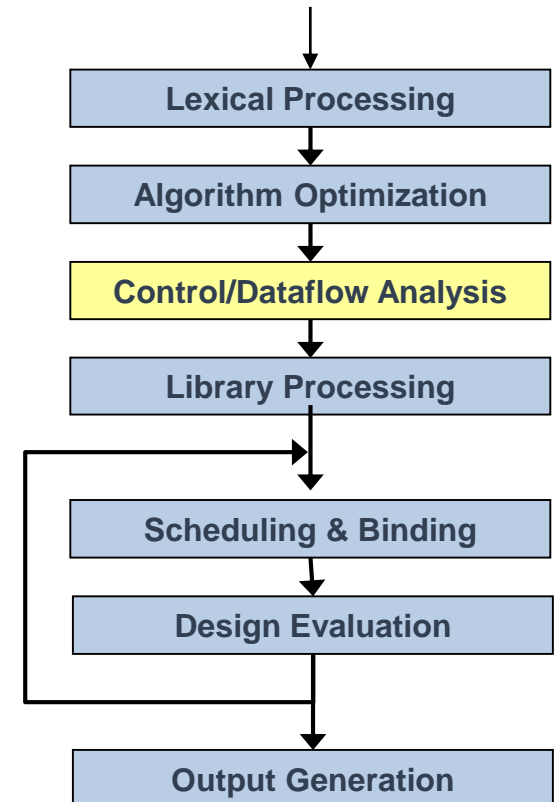 Lexical Processing
Algorithm Optimization
Control/Dataflow Analysis
Library Processing
Scheduling & Binding
Design Evaluation
Output Generation